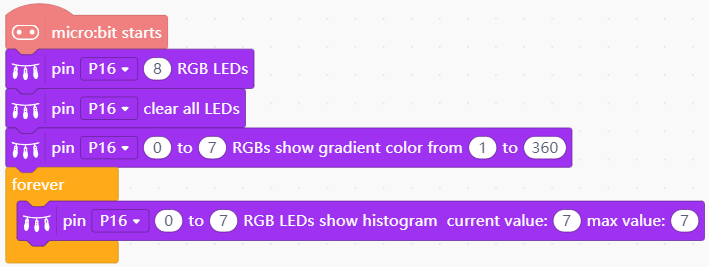 micro:bit starts
pin P16 8 RGB LEDs
pin P16 clear all LEDs
pin P16 0 to 7 RGBs show gradient color from 1 to 360
forever
pin P16 0 to 7 RGB LEDs show histogram current value: 7 max value: 7